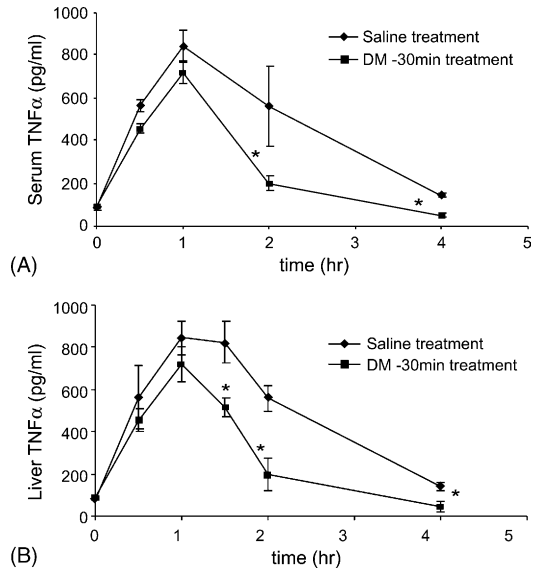 1000
800
600
400
200
0
Serum TNFα (pg/ml)
Saline treatment
DM -30min treatment
*
*
0 1 2 3 4 5
time (hr)
(A)
1000
800
600
400
200
0
Liver TNFα (pg/ml)
Saline treatment
DM -30min treatment
*
*
*
0 1 2 3 4 5
time (hr)
(B)